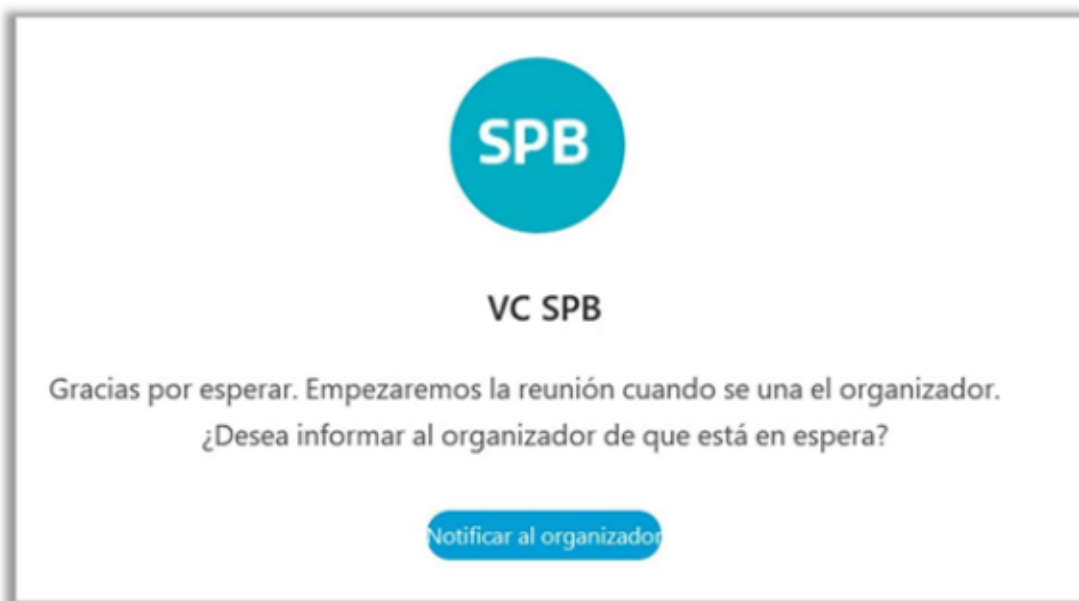 SPB
VC SPB
Gracias por esperar. Empezaremos la reunión cuando se una el organizador.
¿Desea informar al organizador de que está en espera?
Notificar al organizador